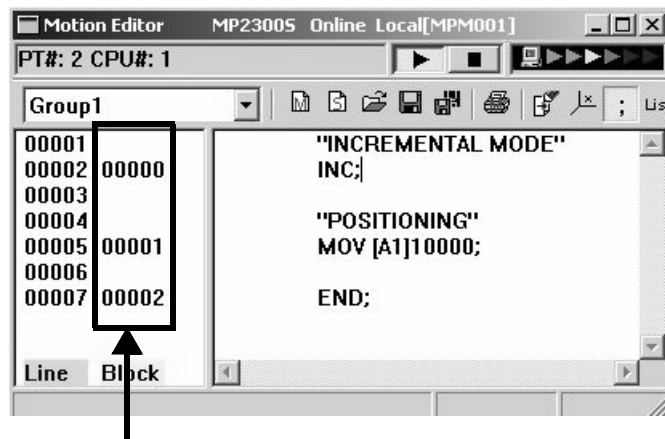 Motion Editor MP2300S Online Local[MPM001]
PT#: 2 CPU#: 1
Group1 ; Lis
00001 "INCREMENTAL MODE"
00002 00000 INC;
00003
00004 "POSITIONING"
00005 00001 MOV [A1]10000;
00006
00007 00002 END;
Line Block